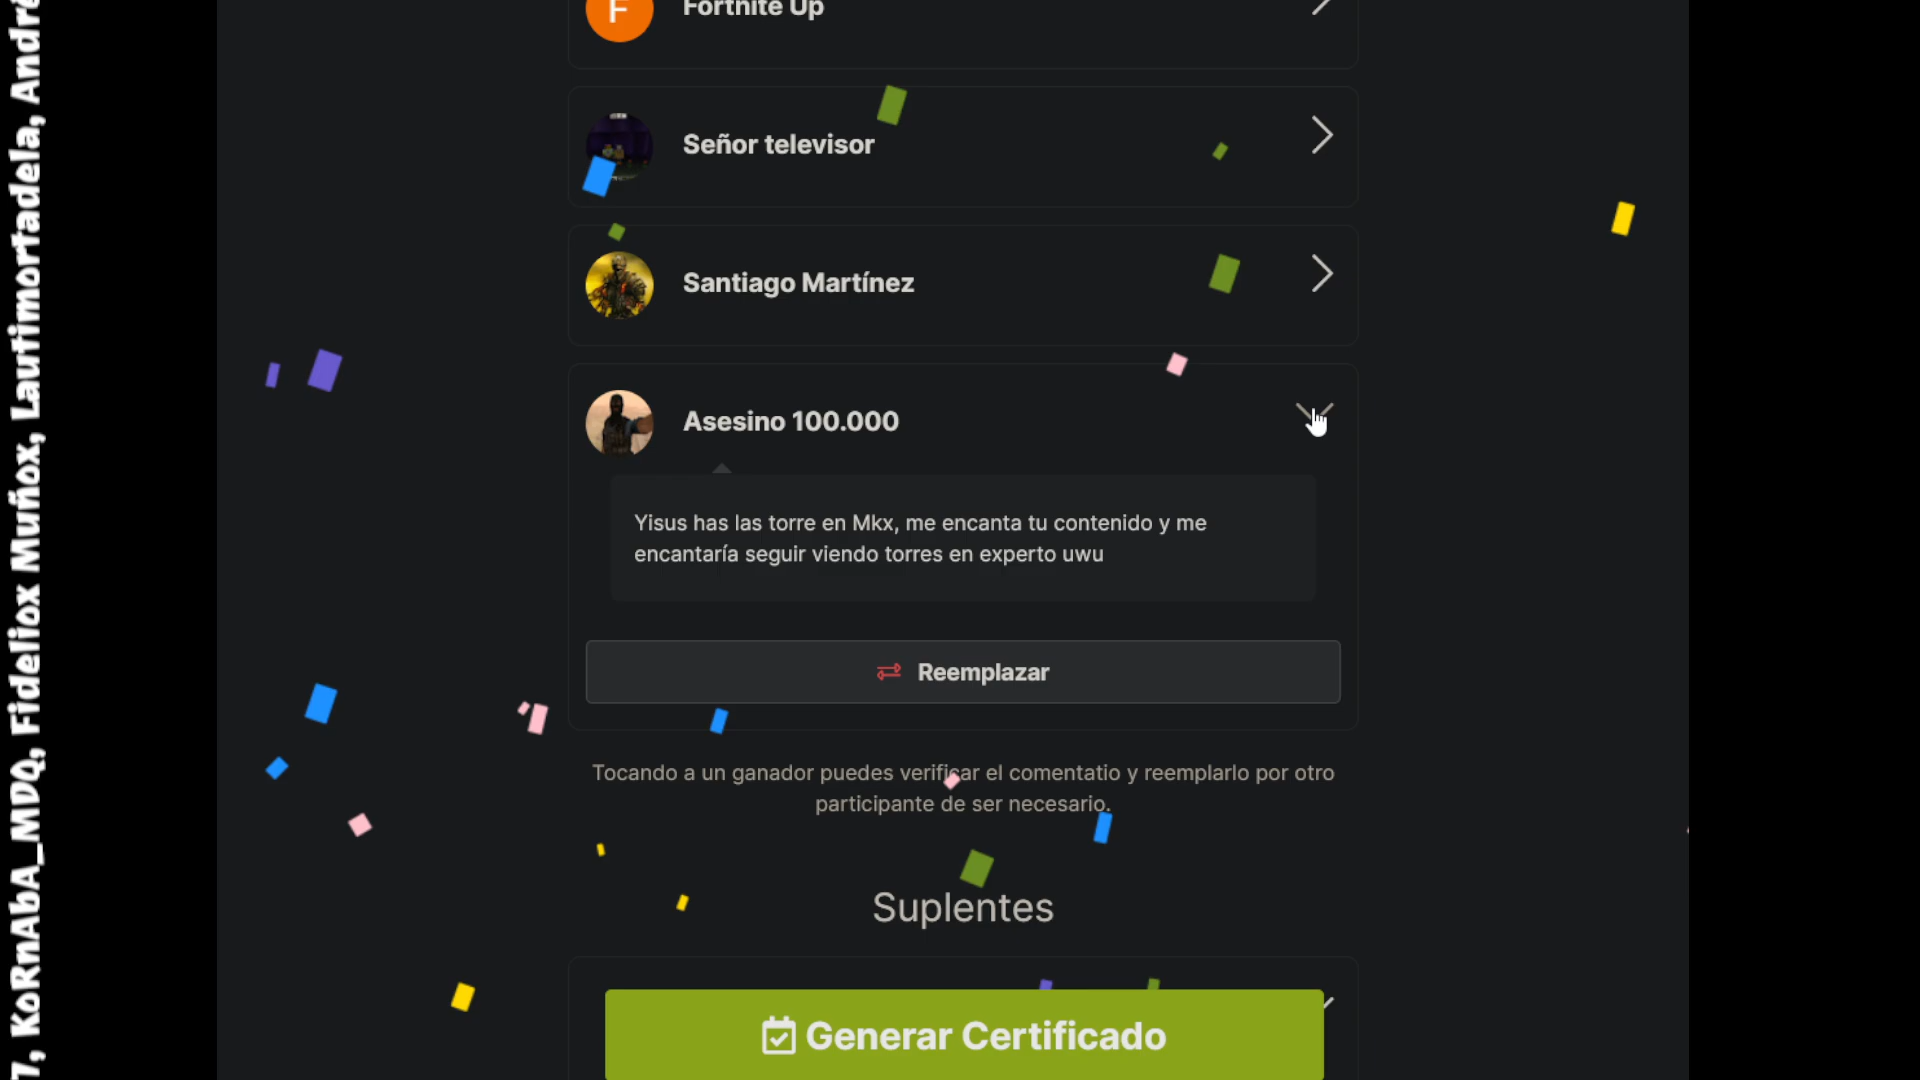 F
Fortnite Up
Señor televisor
Santiago Martínez
Asesino 100.000
Yisus has las torre en Mkx, me encanta tu contenido y me
encantaría seguir viendo torres en experto uwu
Reemplazar
Tocando a un ganador puedes verificar el comentatio y reemplarlo por otro
participante de ser necesario.
Suplentes
Generar Certificado
KoRnAbA_MDQ, Fideliox Muñox, Lautimortadela, Andre